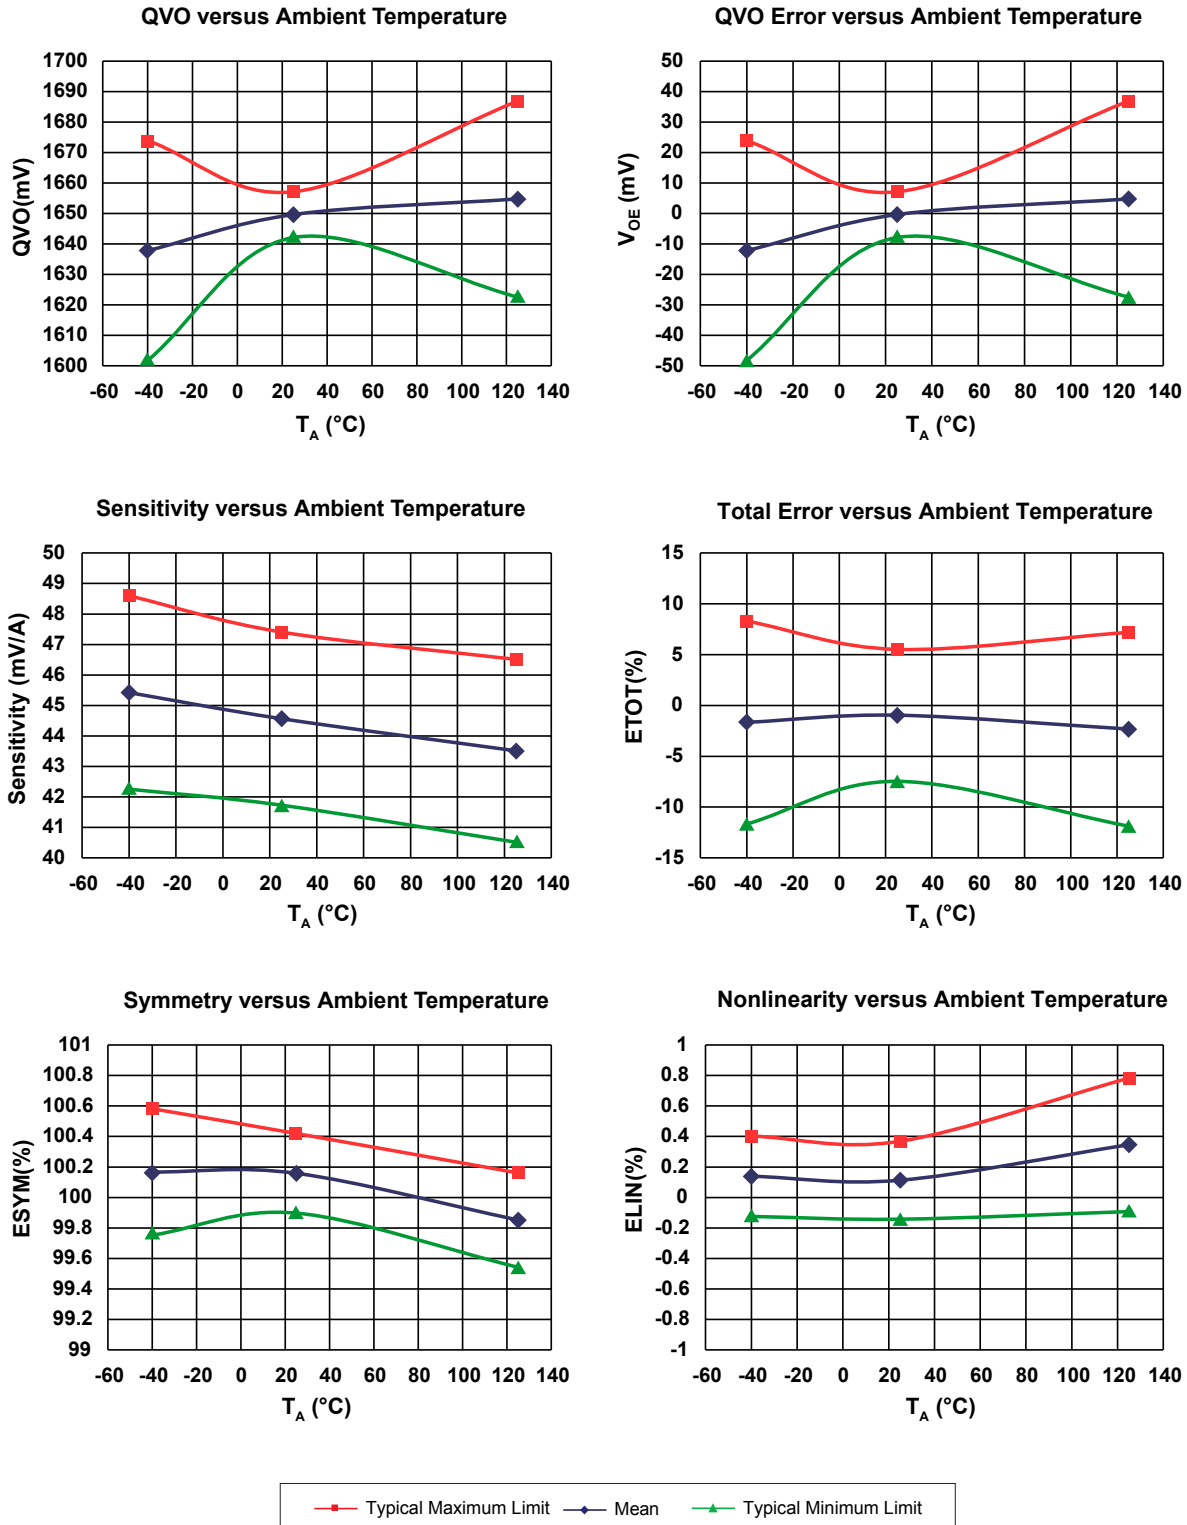 QVO versus Ambient Temperature
QVO(mV)
1700
1690
1680
1670
1660
1650
1640
1630
1620
1610
1600
-60 -40 -20 0 20 40 60 80 100 120 140
TA (°C)
QVO Error versus Ambient Temperature
VOE (mV)
50
40
30
20
10
0
-10
-20
-30
-40
-50
-60 -40 -20 0 20 40 60 80 100 120 140
TA (°C)
Sensitivity versus Ambient Temperature
Sensitivity (mV/A)
50
49
48
47
46
45
44
43
42
41
40
-60 -40 -20 0 20 40 60 80 100 120 140
TA (°C)
Total Error versus Ambient Temperature
ETOT(%)
15
10
5
0
-5
-10
-15
-60 -40 -20 0 20 40 60 80 100 120 140
TA (°C)
Symmetry versus Ambient Temperature
ESYM(%)
101
100.8
100.6
100.4
100.2
100
99.8
99.6
99.4
99.2
99
-60 -40 -20 0 20 40 60 80 100 120 140
TA (°C)
Nonlinearity versus Ambient Temperature
ELIN(%)
1
0.8
0.6
0.4
0.2
0
-0.2
-0.4
-0.6
-0.8
-1
-60 -40 -20 0 20 40 60 80 100 120 140
TA (°C)
Typical Maximum Limit Mean Typical Minimum Limit